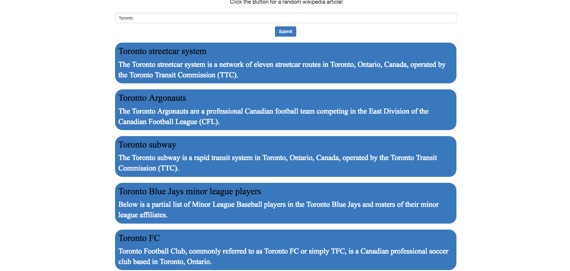 Click the Button for a random wikipedia article!
Toronto
Submit
Toronto streetcar system
The Toronto streetcar system is a network of eleven streetcar routes in Toronto, Ontario, Canada, operated by
the Toronto Transit Commission (TTC).
Toronto Argonauts
The Toronto Argonauts are a professional Canadian football team competing in the East Division of the
Canadian Football League (CFL).
Toronto subway
The Toronto subway is a rapid transit system in Toronto, Ontario, Canada, operated by the Toronto Transit
Commission (TTC).
Toronto Blue Jays minor league players
Below is a partial list of Minor League Baseball players in the Toronto Blue Jays and rosters of their minor
league affiliates.
Toronto FC
Toronto Football Club, commonly referred to as Toronto FC or simply TFC, is a Canadian professional soccer
club based in Toronto, Ontario.